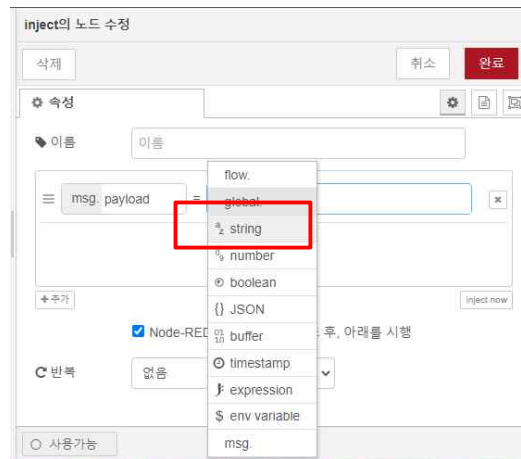 inject의 노드 수정
삭제
취소
완료
속성
이름
이름
msg. payload
=
flow.
global.
string
number
boolean
JSON
buffer
timestamp
expression
env variable
msg.
+추가
inject now
Node-RED
후, 아래를 시행
반복
없음
사용가능